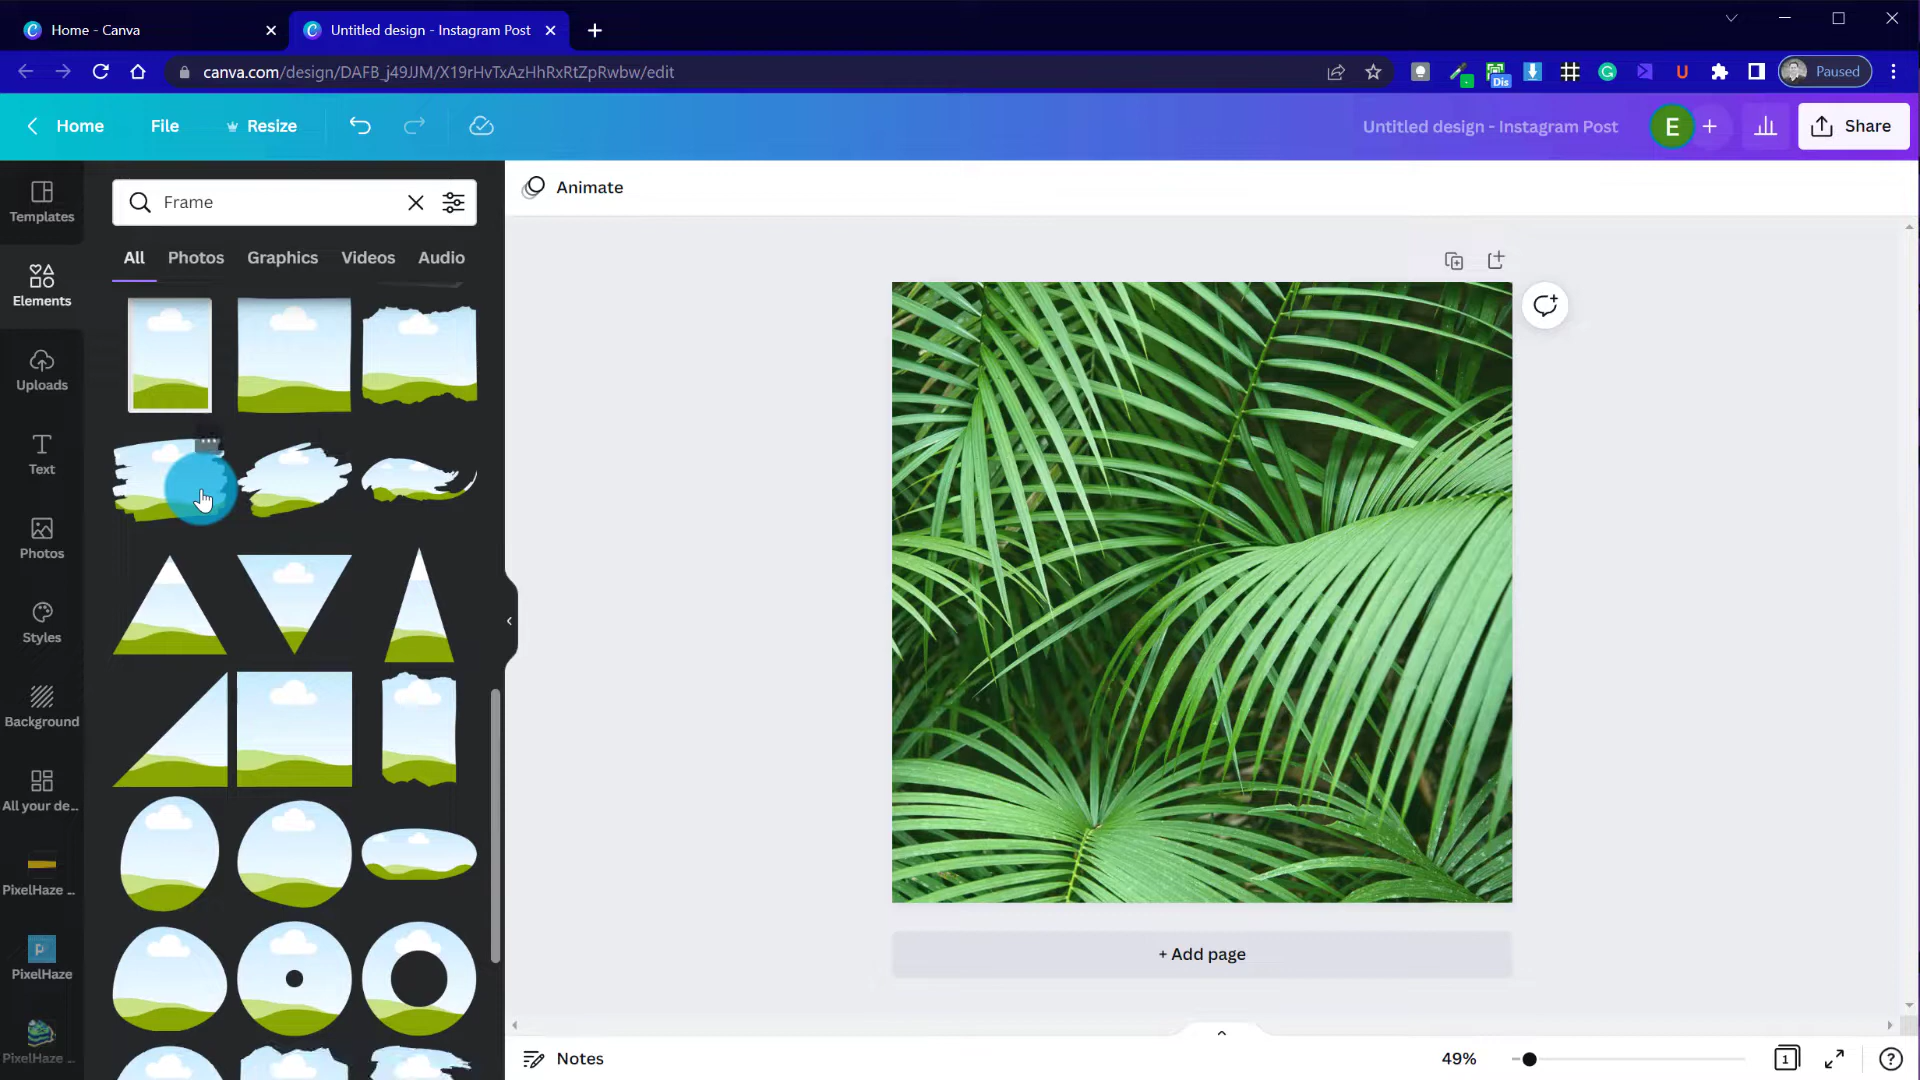 Home - Canva
Untitled design - Instagram Post
canva.com/design/DAFB_j49JJM/X19rHvTxAzHhRxRtZpRwbw/edit
Dis
G
U
Paused
Home
File
Resize
Untitled design - Instagram Post
E
+
Share
Templates
Elements
Uploads
Text
Photos
Styles
Background
All your de...
PixelHaze ...
PixelHaze
PixelHaze ...
Frame
All
Photos
Graphics
Videos
Audio
Animate
+ Add page
Notes
49%
1
?